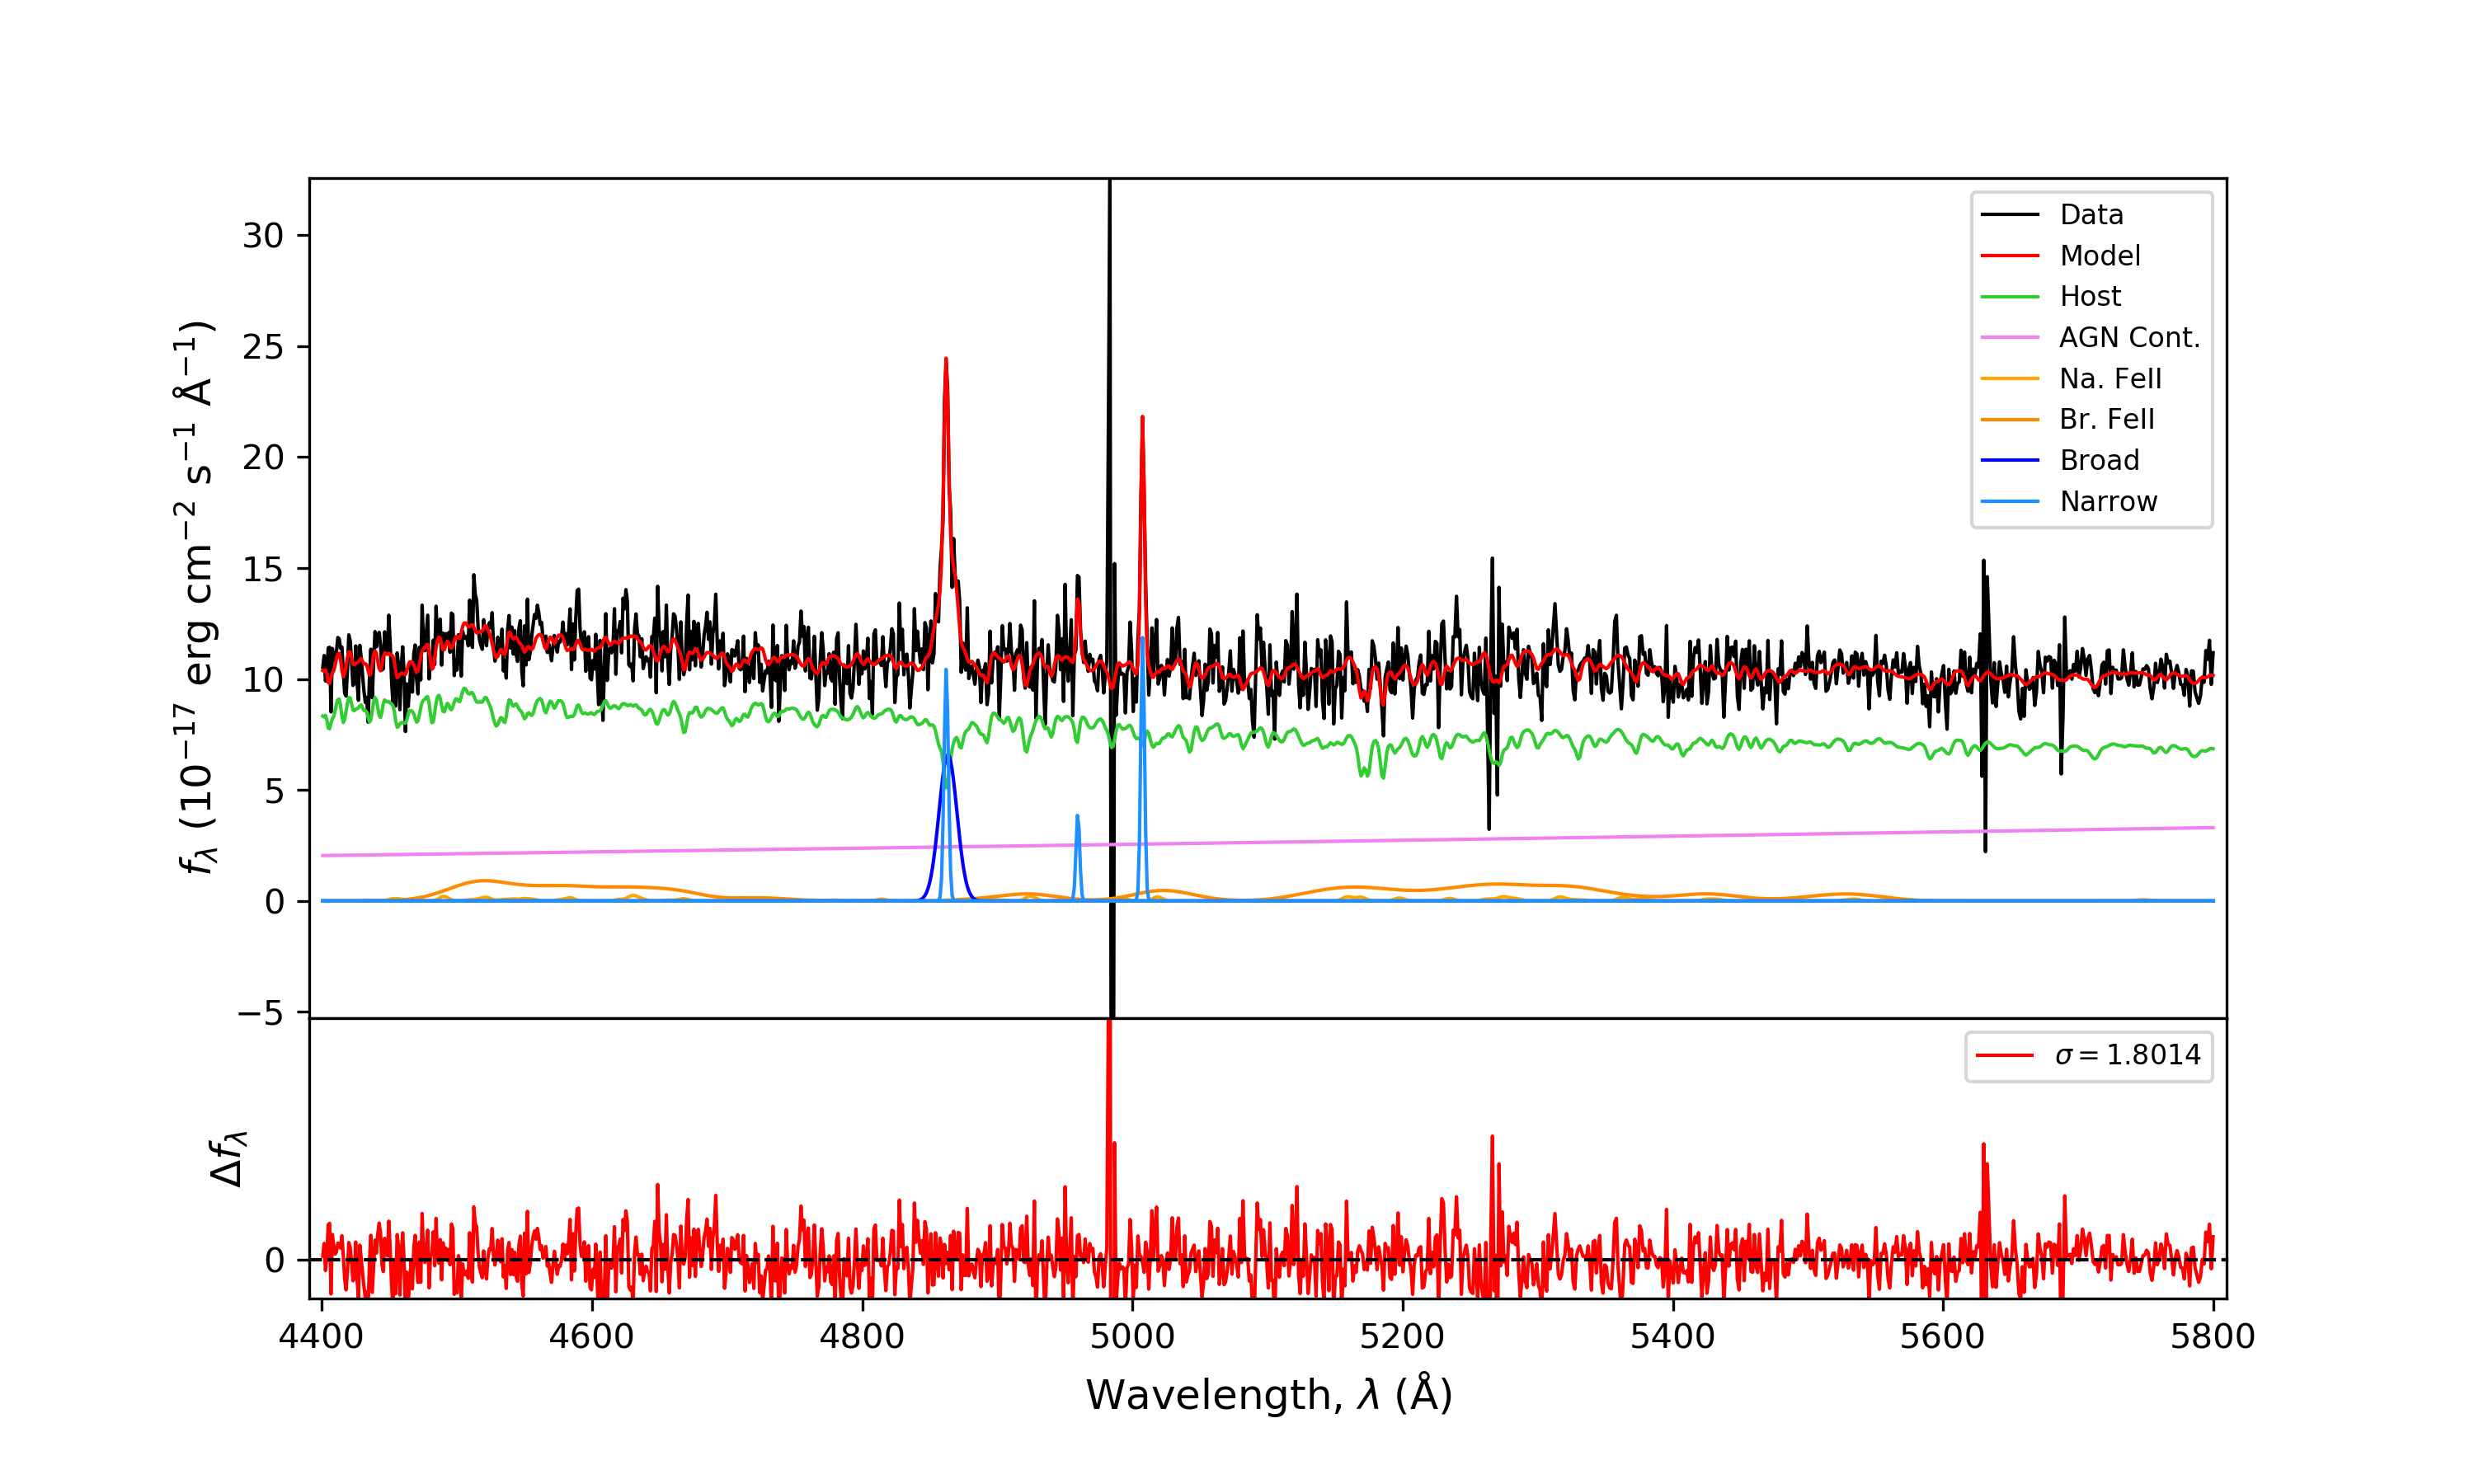 30
25
20
15
10
5
0
−5
fλ (10⁻¹⁷ erg cm⁻² s⁻¹ Å⁻¹)
Data
Model
Host
AGN Cont.
Na. FeII
Br. FeII
Broad
Narrow
σ = 1.8014
0
Δfλ
4400 4600 4800 5000 5200 5400 5600 5800
Wavelength, λ (Å)